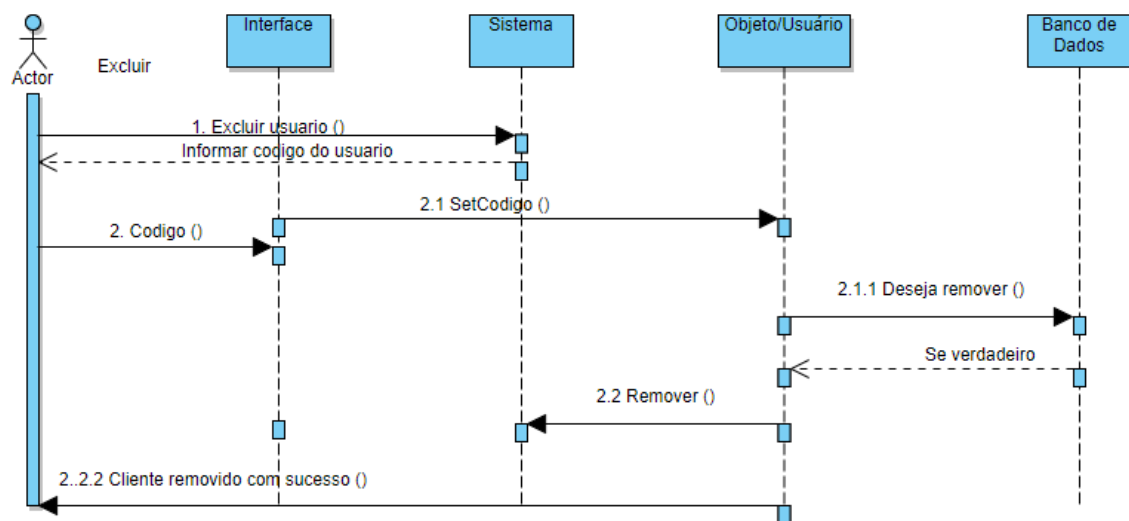 Interface
Sistema
Objeto/Usuário
Banco de
Dados
Actor
Excluir
1. Excluir usuario ()
Informar codigo do usuario
2.1 SetCodigo ()
2. Codigo ()
2.1.1 Deseja remover ()
Se verdadeiro
2.2 Remover ()
2..2.2 Cliente removido com sucesso ()